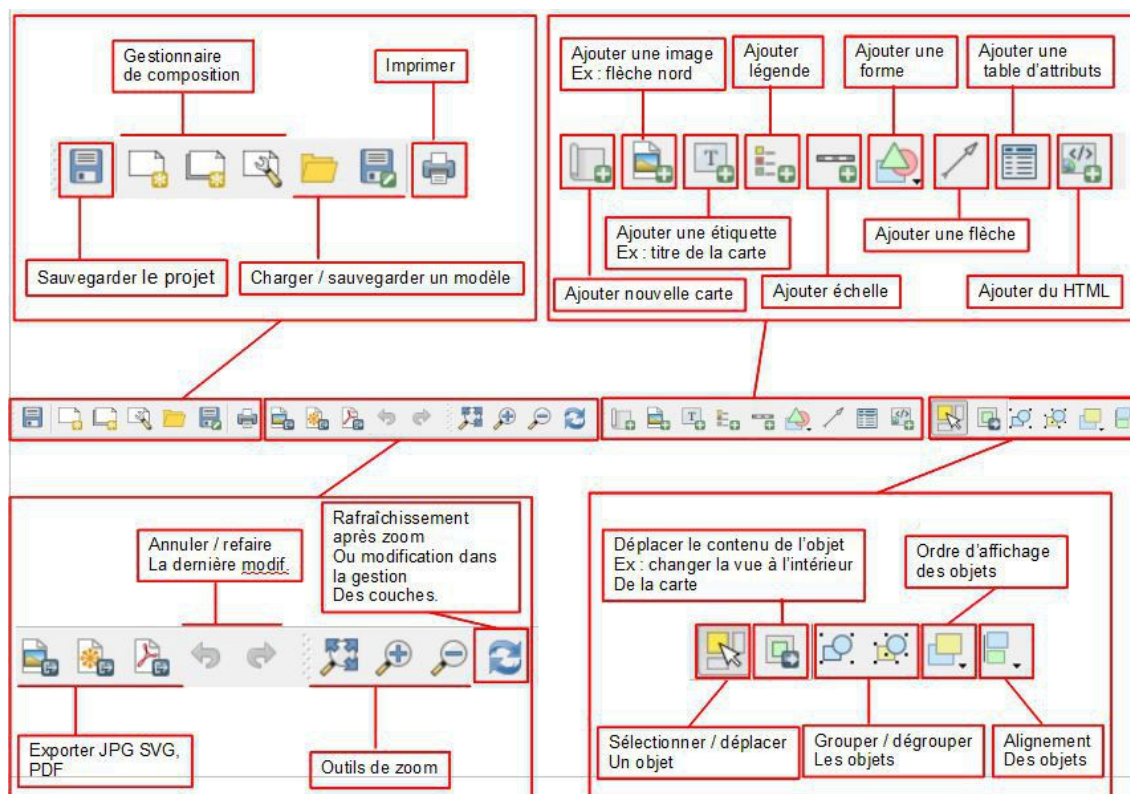 Gestionnaire
de composition
Imprimer
Sauvegarder le projet
Charger / sauvegarder un modèle
Ajouter une image
Ex : flèche nord
Ajouter
légende
Ajouter une
forme
Ajouter une
table d'attributs
T
</>
Ajouter une étiquette
Ex : titre de la carte
Ajouter une flèche
Ajouter nouvelle carte
Ajouter échelle
Ajouter du HTML
T
</>
Annuler / refaire
La dernière modif.
Rafraîchissement
après zoom
Ou modification dans
la gestion
Des couches.
Exporter JPG SVG,
PDF
Outils de zoom
Déplacer le contenu de l'objet
Ex : changer la vue à l'intérieur
De la carte
Ordre d'affichage
des objets
Sélectionner / déplacer
Un objet
Grouper / dégrouper
Les objets
Alignement
Des objets